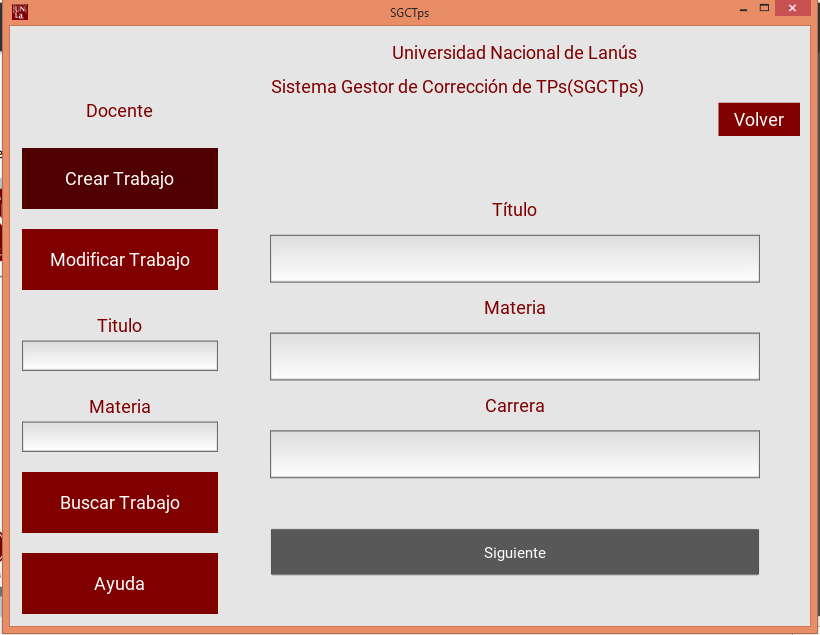 UNLa
SGCTps
Universidad Nacional de Lanús
Sistema Gestor de Corrección de TPs(SGCTps)
Docente
Volver
Crear Trabajo
Modificar Trabajo
Titulo
Materia
Buscar Trabajo
Ayuda
Título
Materia
Carrera
Siguiente